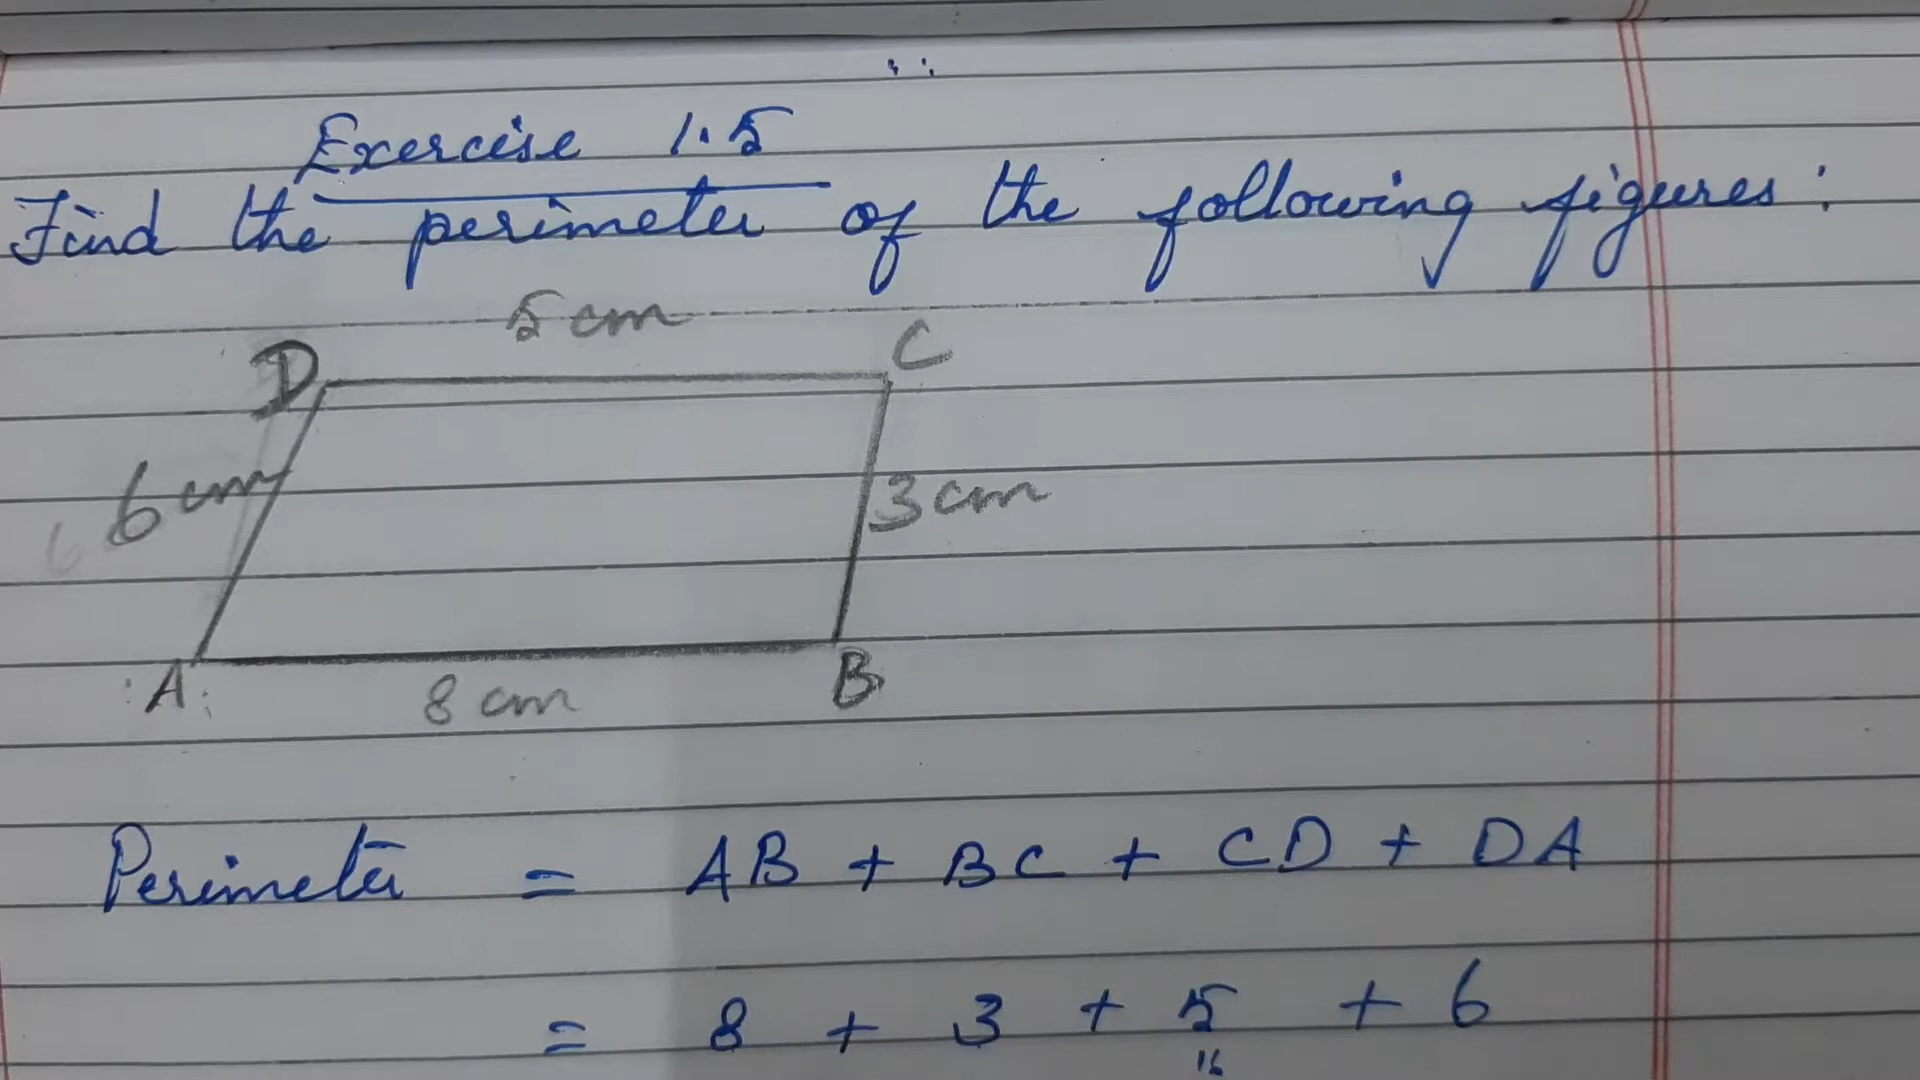 Exercise 1.5
Find the perimeter of the following figures:
5 cm
D C
6 cm 3 cm
A B
8 cm
Perimeter = AB + BC + CD + DA
= 8 + 3 + 5 + 6
16